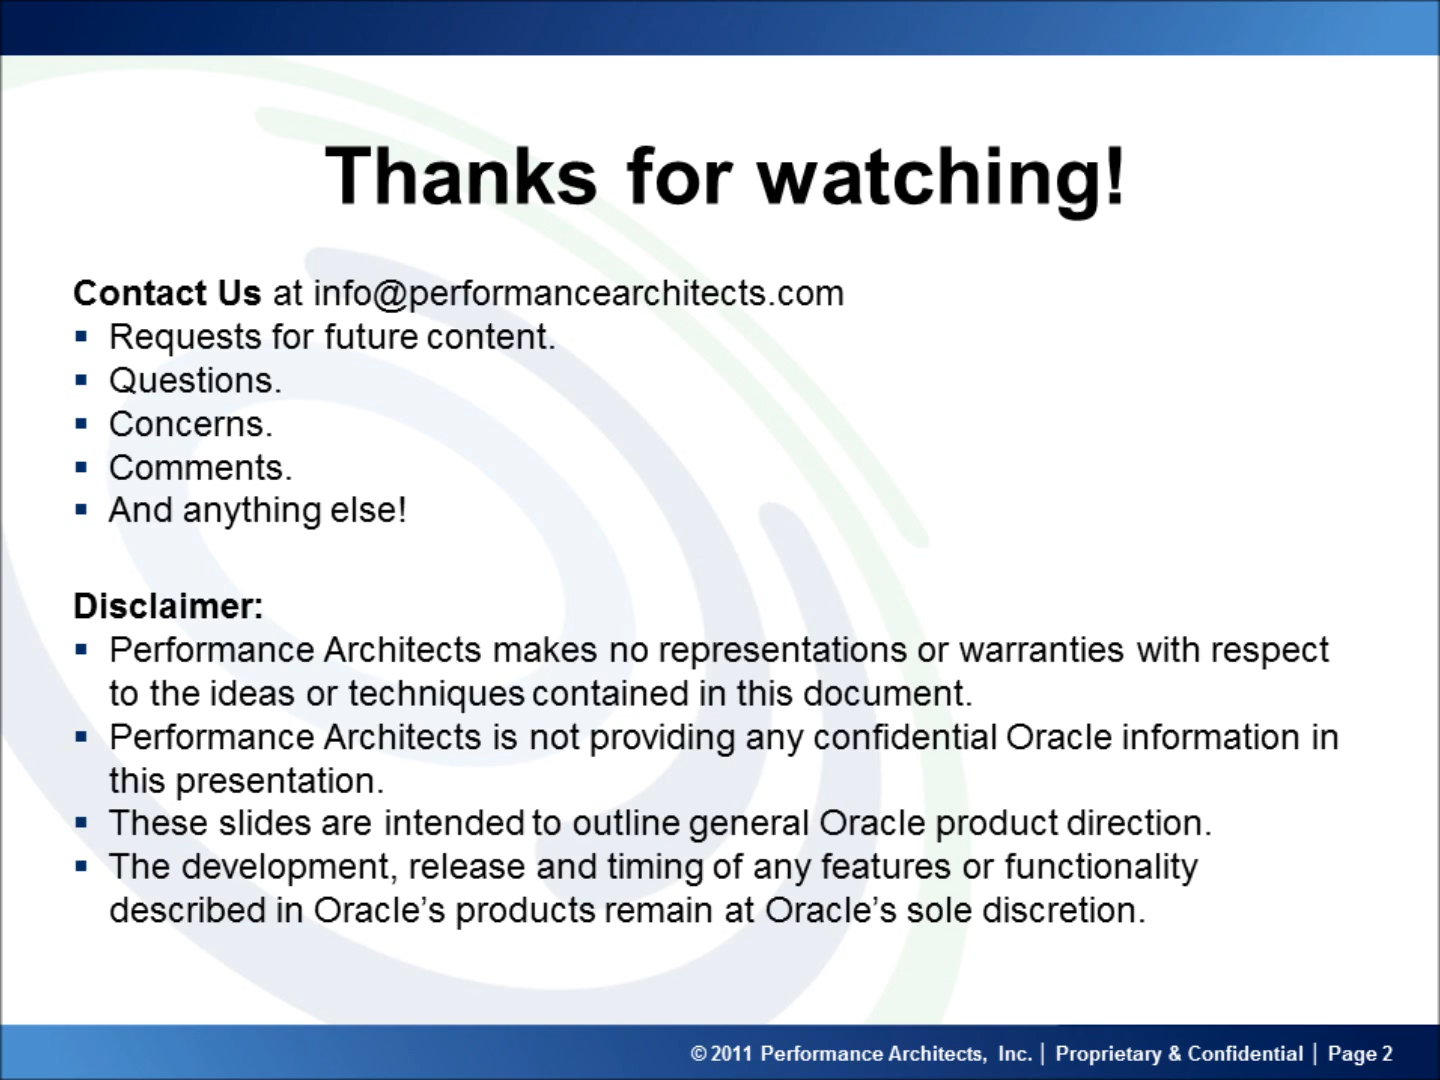 Thanks for watching!
Contact Us at info@performancearchitects.com
▪ Requests for future content.
▪ Questions.
▪ Concerns.
▪ Comments.
▪ And anything else!
Disclaimer:
▪ Performance Architects makes no representations or warranties with respect
to the ideas or techniques contained in this document.
▪ Performance Architects is not providing any confidential Oracle information in
this presentation.
▪ These slides are intended to outline general Oracle product direction.
▪ The development, release and timing of any features or functionality
described in Oracle’s products remain at Oracle’s sole discretion.
© 2011 Performance Architects, Inc. | Proprietary & Confidential | Page 2